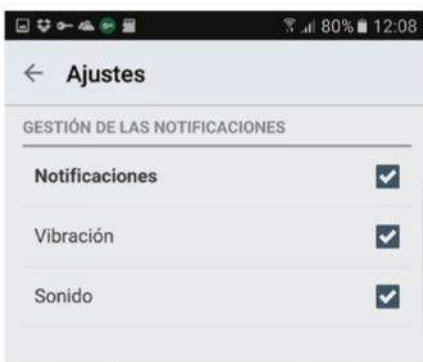 80% 12:08
Ajustes
GESTIÓN DE LAS NOTIFICACIONES
Notificaciones
Vibración
Sonido